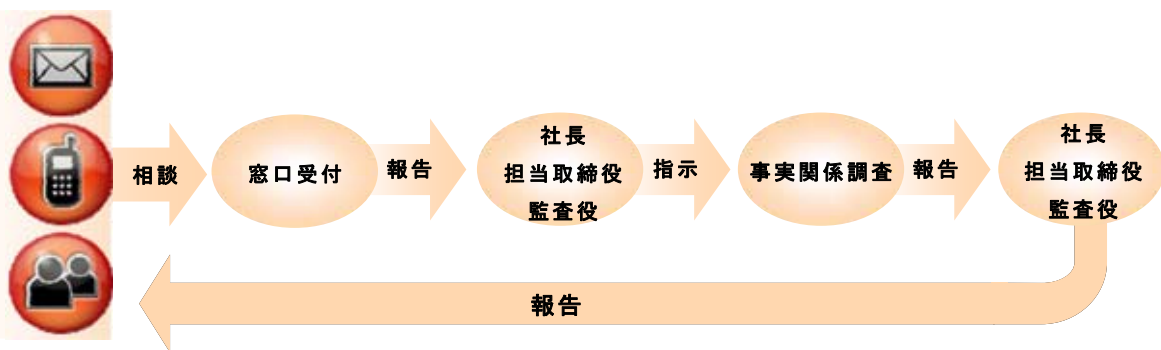 相談
窓口受付
報告
社長
担当取締役
監査役
指示
事実関係調査
報告
社長
担当取締役
監査役
報告